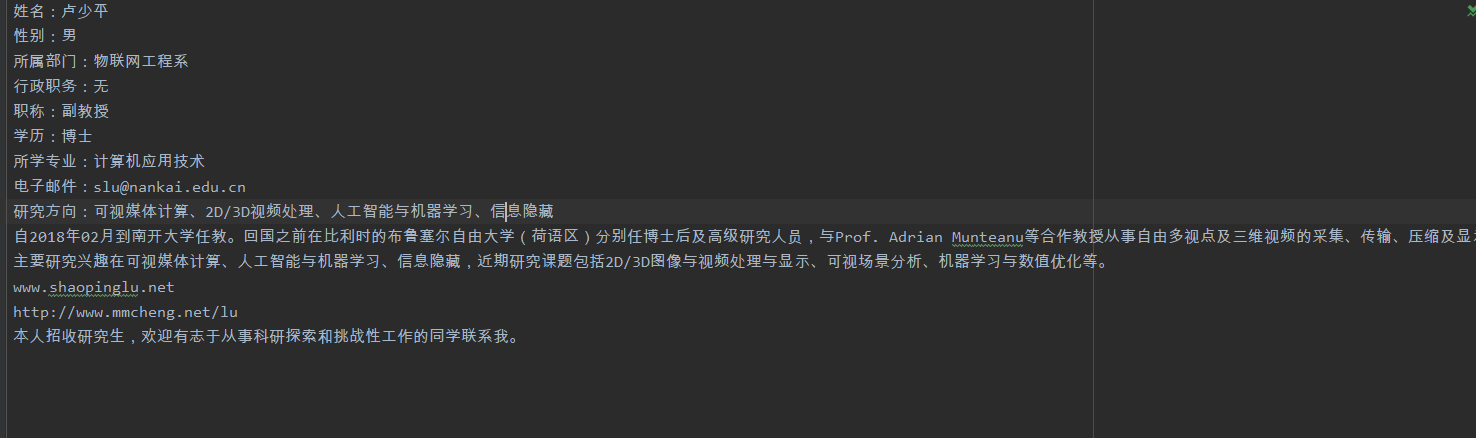 姓名：卢少平
性别：男
所属部门：物联网工程系
行政职务：无
职称：副教授
学历：博士
所学专业：计算机应用技术
电子邮件：slu@nankai.edu.cn
研究方向：可视媒体计算、2D/3D视频处理、人工智能与机器学习、信息隐藏
自2018年02月到南开大学任教。回国之前在比利时的布鲁塞尔自由大学（荷语区）分别任博士后及高级研究人员，与Prof. Adrian Munteanu等合作教授从事自由多视点及三维视频的采集、传输、压缩及显
主要研究兴趣在可视媒体计算、人工智能与机器学习、信息隐藏，近期研究课题包括2D/3D图像与视频处理与显示、可视场景分析、机器学习与数值优化等。
www.shaopinglu.net
http://www.mmcheng.net/lu
本人招收研究生，欢迎有志于从事科研探索和挑战性工作的同学联系我。